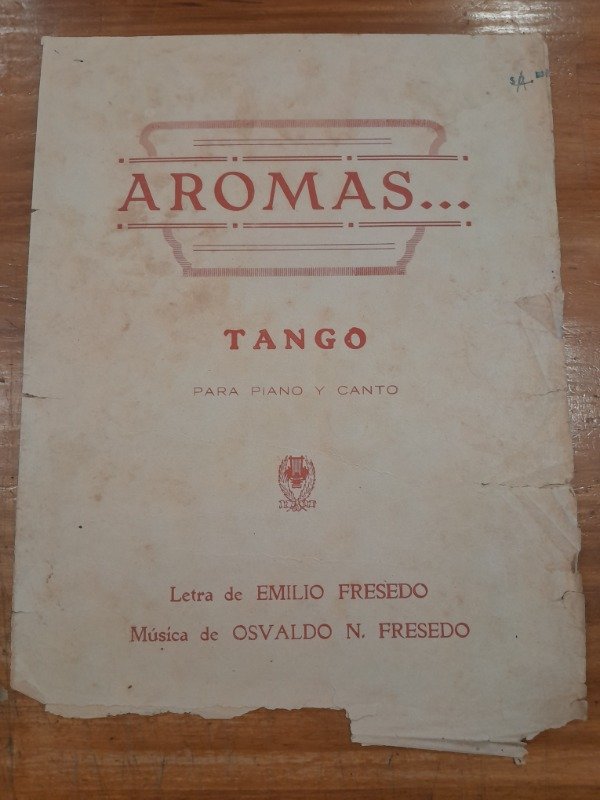 AROMAS...
TANGO
PARA PIANO Y CANTO
Letra de EMILIO FRESEDO
Música de OSVALDO N. FRESEDO